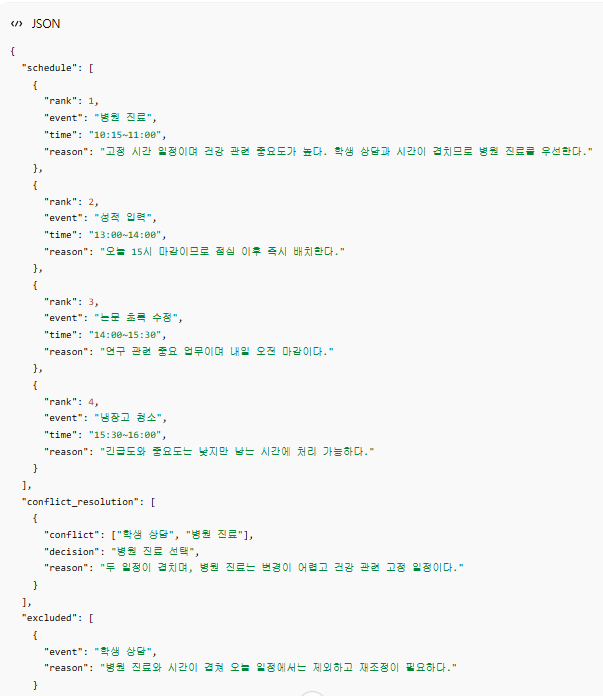 </> JSON
{
"schedule": [
{
"rank": 1,
"event": "병원 진료",
"time": "10:15~11:00",
"reason": "고정 시간 일정이며 건강 관련 중요도가 높다. 학생 상담과 시간이 겹치므로 병원 진료를 우선한다."
},
{
"rank": 2,
"event": "성적 입력",
"time": "13:00~14:00",
"reason": "오늘 15시 마감이므로 점심 이후 즉시 배치한다."
},
{
"rank": 3,
"event": "논문 초록 수정",
"time": "14:00~15:30",
"reason": "연구 관련 중요 업무이며 내일 오전 마감이다."
},
{
"rank": 4,
"event": "냉장고 청소",
"time": "15:30~16:00",
"reason": "긴급도와 중요도는 낮지만 남는 시간에 처리 가능하다."
}
],
"conflict_resolution": [
{
"conflict": ["학생 상담", "병원 진료"],
"decision": "병원 진료 선택",
"reason": "두 일정이 겹치며, 병원 진료는 변경이 어렵고 건강 관련 고정 일정이다."
}
],
"excluded": [
{
"event": "학생 상담",
"reason": "병원 진료와 시간이 겹쳐 오늘 일정에서는 제외하고 재조정이 필요하다."
}